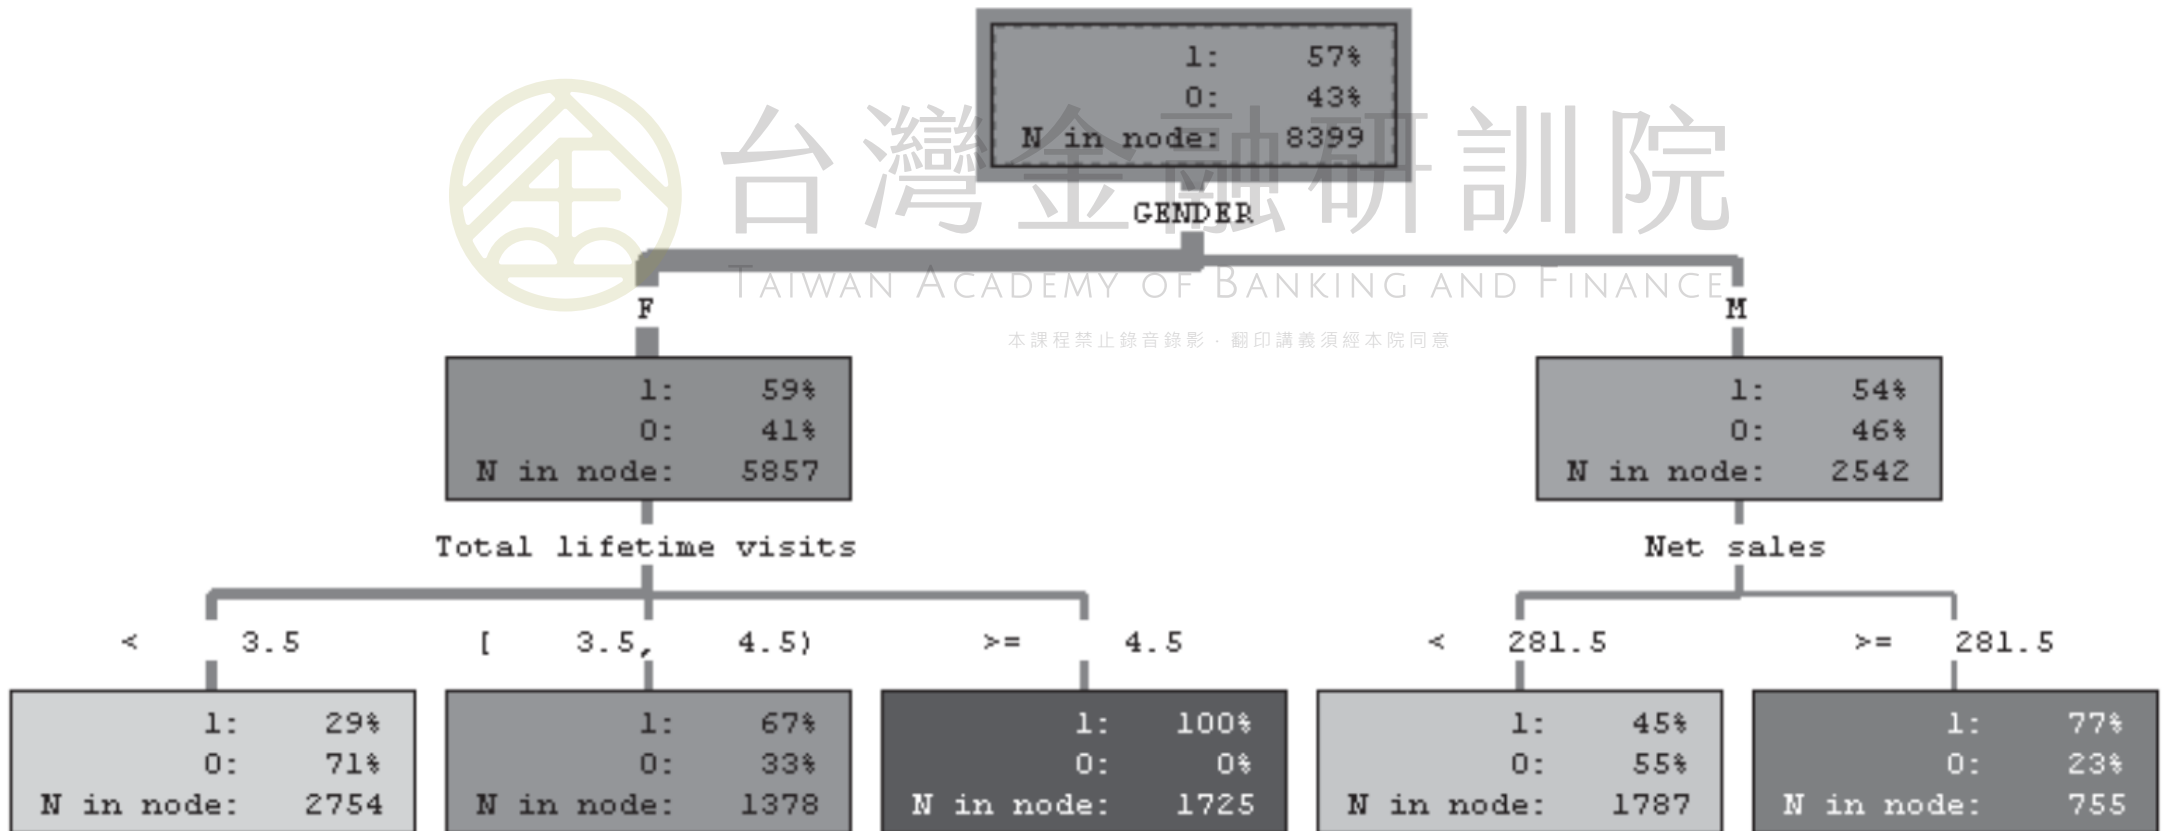 1: 57%
0: 43%
N in node: 8399
台灣金融研訓院
GENDER
TAIWAN ACADEMY OF BANKING AND FINANCE
F M
本課程禁止錄音錄影．翻印講義須經本院同意
1: 59% 1: 54%
0: 41% 0: 46%
N in node: 5857 N in node: 2542
Total lifetime visits Net sales
< 3.5 [ 3.5, 4.5) >= 4.5 < 281.5 >= 281.5
1: 29% 1: 67% 1: 100% 1: 45% 1: 77%
0: 71% 0: 33% 0: 0% 0: 55% 0: 23%
N in node: 2754 N in node: 1378 N in node: 1725 N in node: 1787 N in node: 755